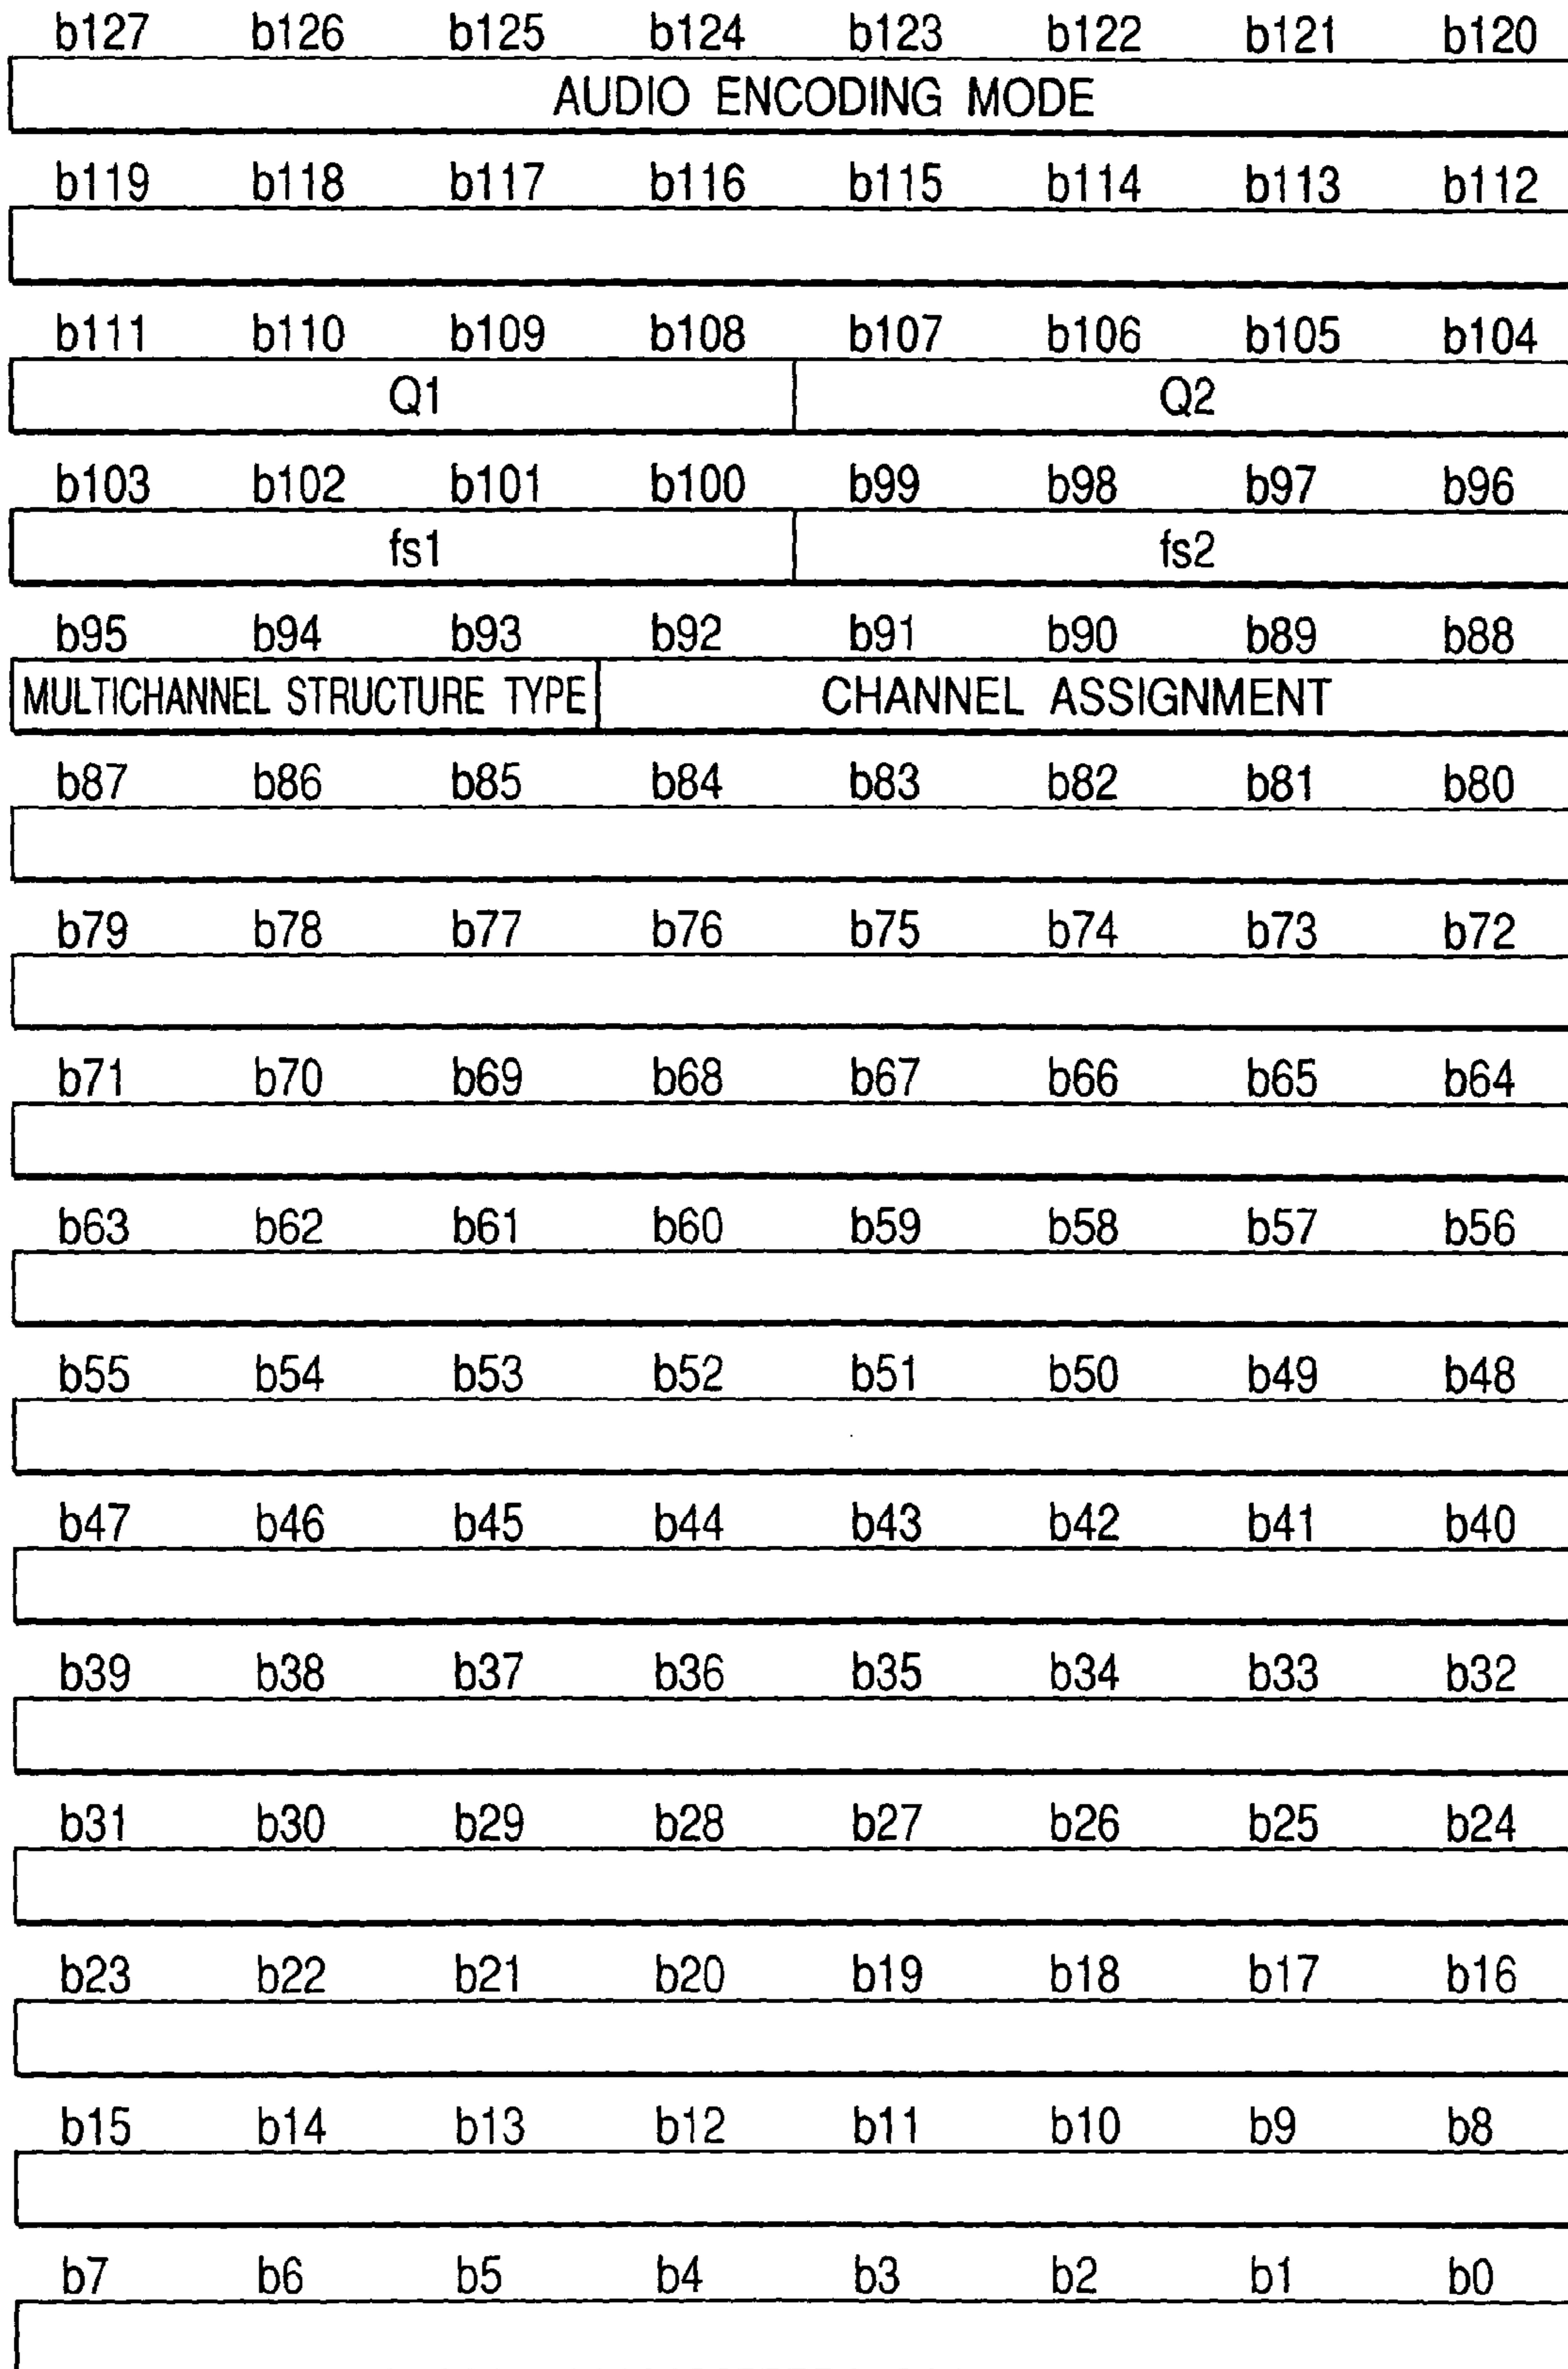 b127 b126 b125 b124 b123 b122 b121 b120
AUDIO ENCODING MODE
b119 b118 b117 b116 b115 b114 b113 b112
b111 b110 b109 b108 b107 b106 b105 b104
Q1 Q2
b103 b102 b101 b100 b99 b98 b97 b96
fs1 fs2
b95 b94 b93 b92 b91 b90 b89 b88
MULTICHANNEL STRUCTURE TYPE CHANNEL ASSIGNMENT
b87 b86 b85 b84 b83 b82 b81 b80
b79 b78 b77 b76 b75 b74 b73 b72
b71 b70 b69 b68 b67 b66 b65 b64
b63 b62 b61 b60 b59 b58 b57 b56
b55 b54 b53 b52 b51 b50 b49 b48
b47 b46 b45 b44 b43 b42 b41 b40
b39 b38 b37 b36 b35 b34 b33 b32
b31 b30 b29 b28 b27 b26 b25 b24
b23 b22 b21 b20 b19 b18 b17 b16
b15 b14 b13 b12 b11 b10 b9 b8
b7 b6 b5 b4 b3 b2 b1 b0